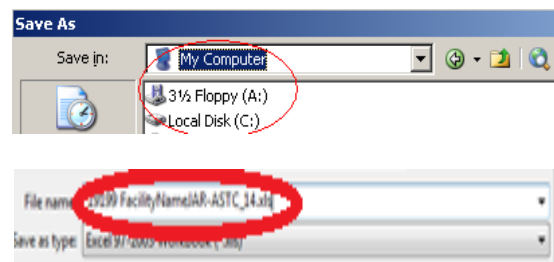 Save As
Save in: My Computer
3½ Floppy (A:)
Local Disk (C:)
File name: 19199 FacilityNameJAR-ASTC_14.xls
Save as type: Excel 97-2003 Workbook (*.xls)